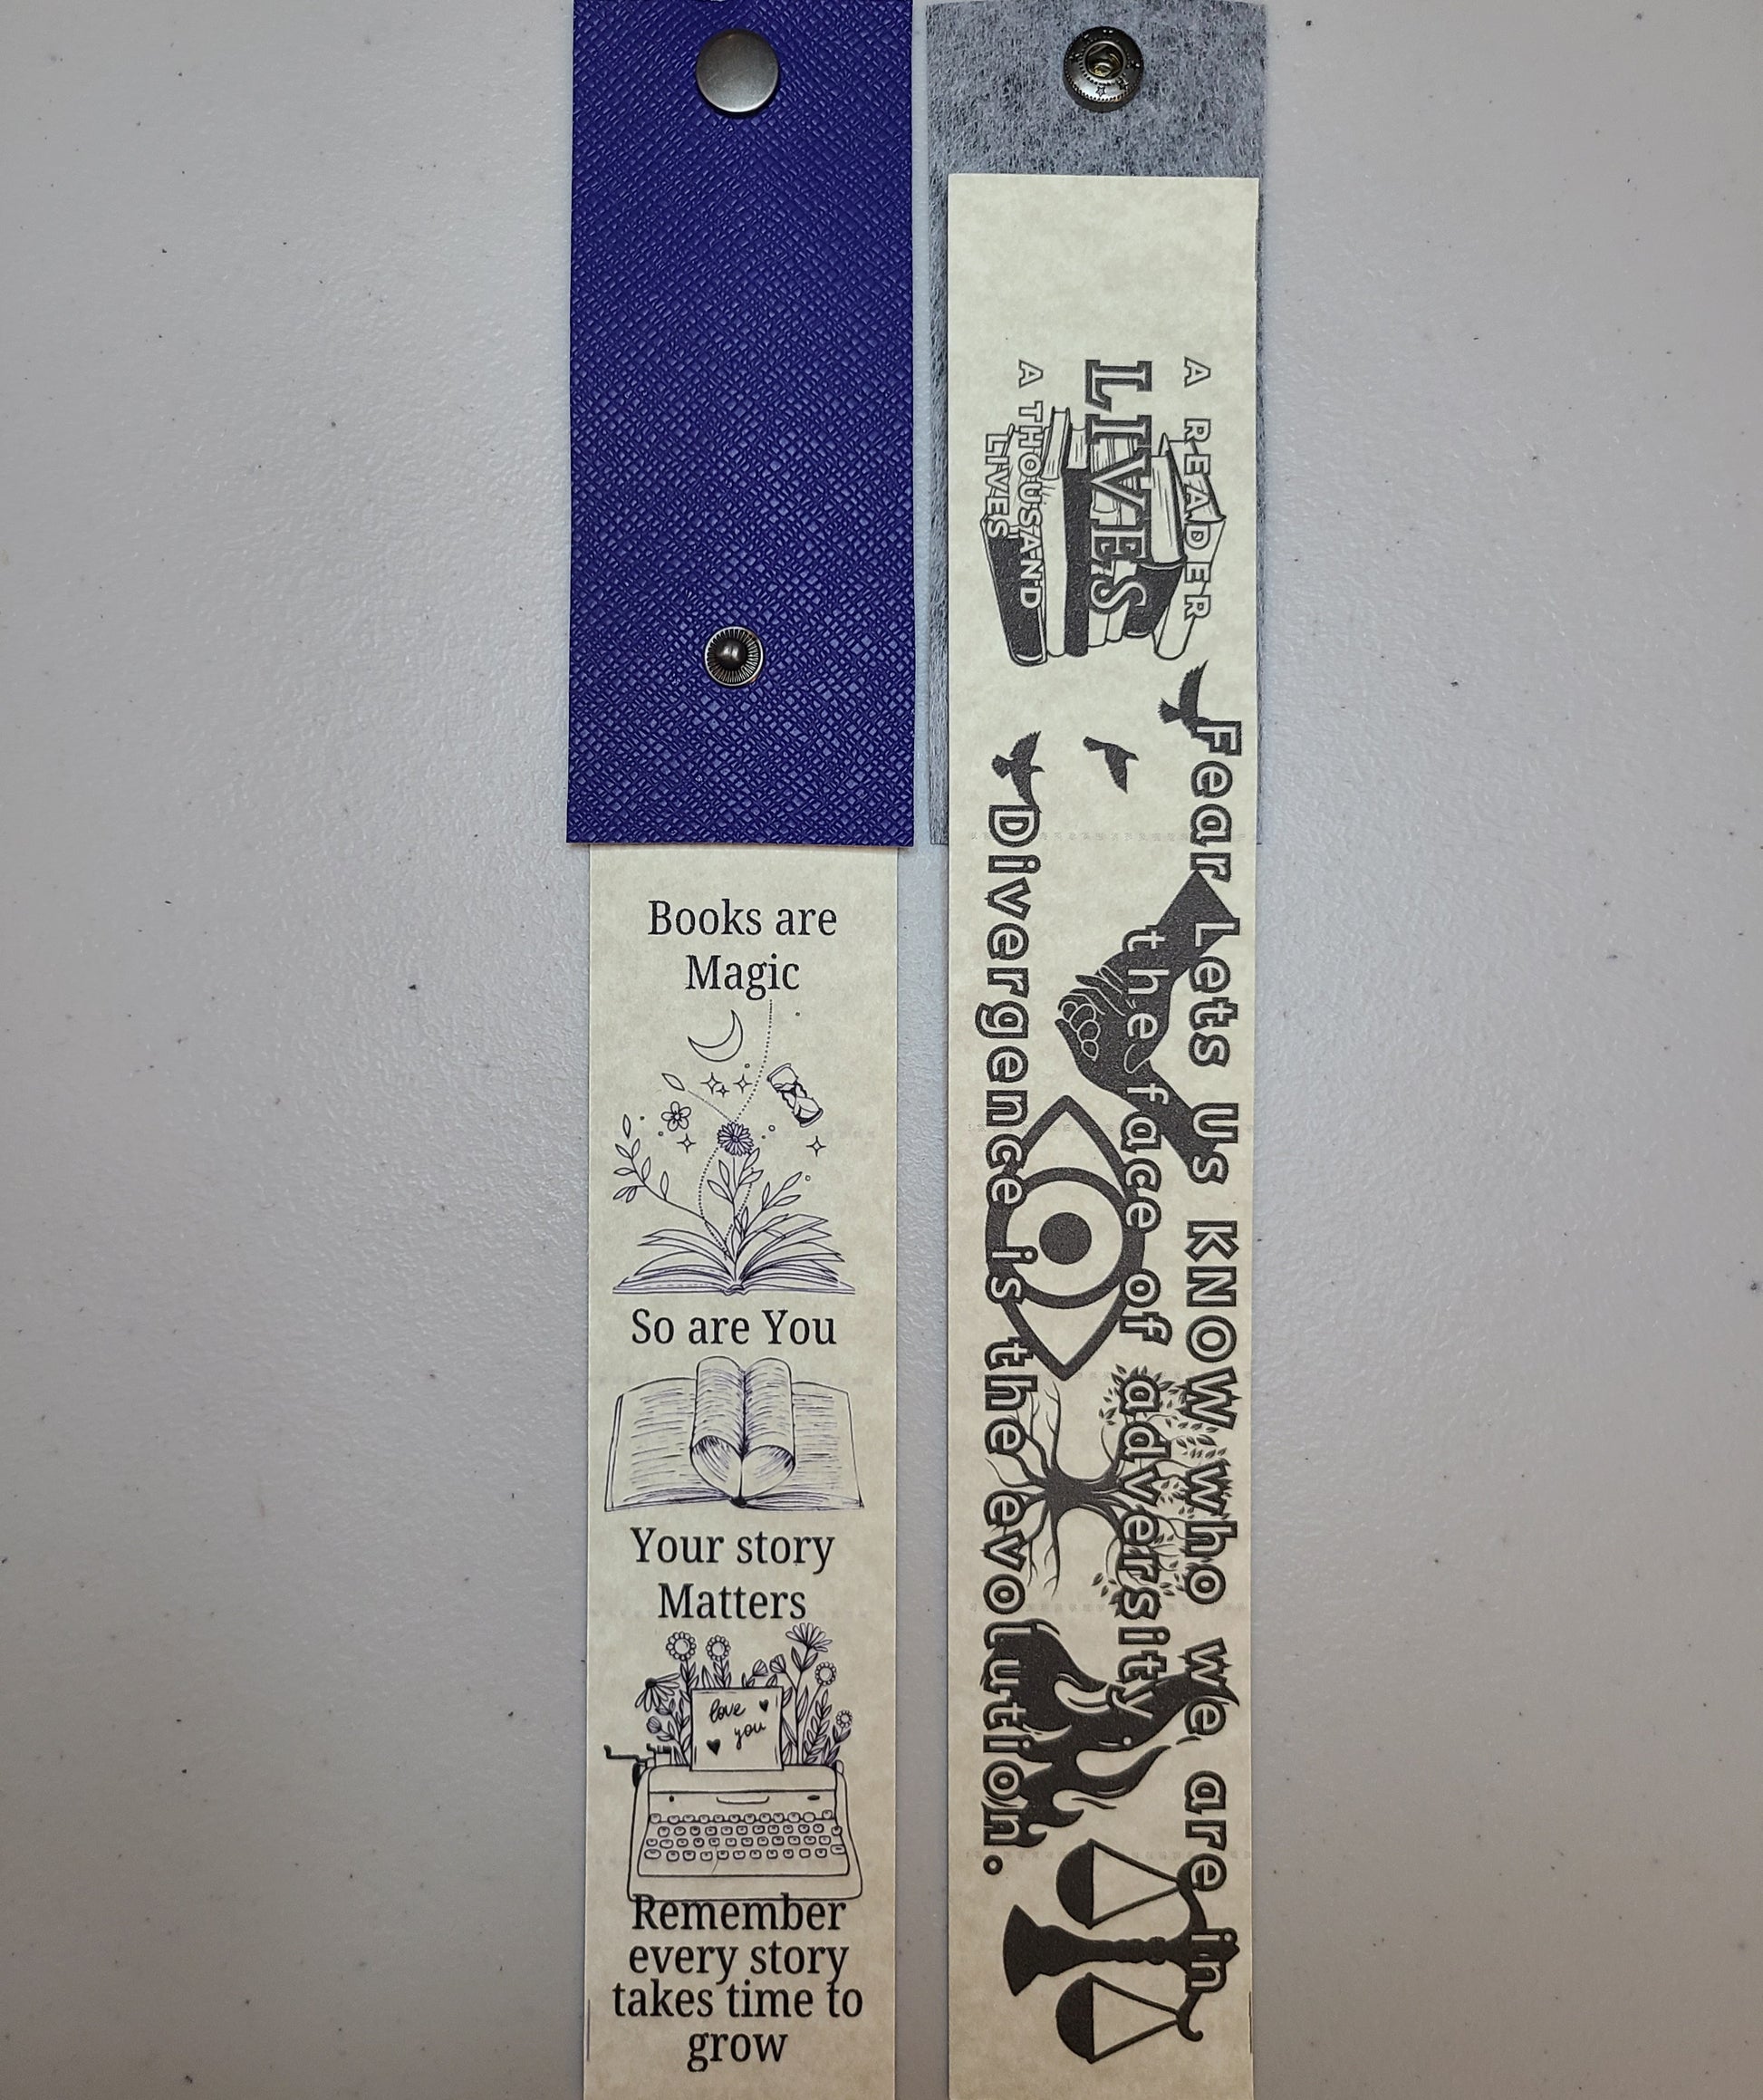 Books are
Magic
So are You
Your story
Matters
love
you
Remember
every story
takes time to
grow
A READER
LIVES
A THOUSAND
LIVES
Fear Lets Us KNOW who we are in
the face of adversity
Divergence is the evolution.